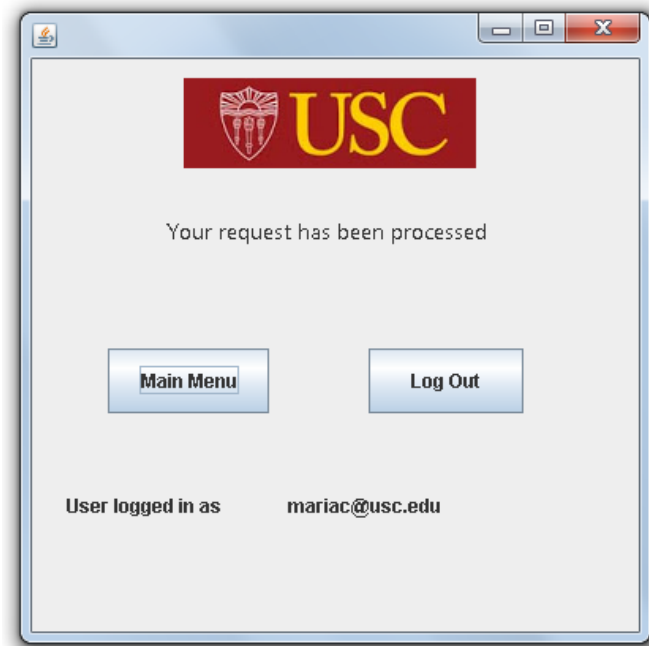 USC
Your request has been processed
Main Menu
Log Out
User logged in as mariac@usc.edu